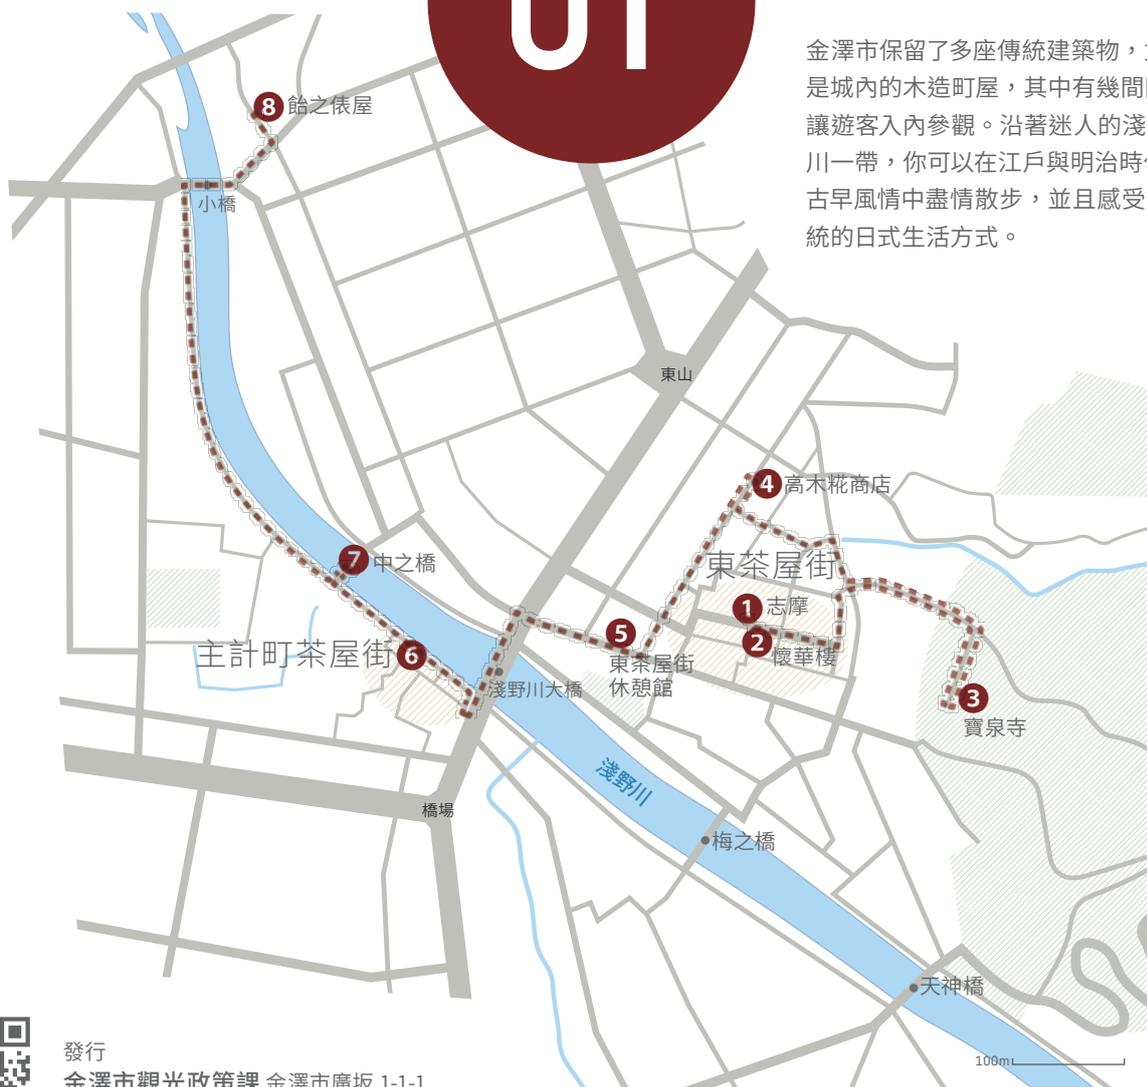 01
金澤市保留了多座傳統建築物,
是城內的木造町屋,其中有幾間
讓遊客入內參觀。沿著迷人的淺
川一帶,你可以在江戶與明治時
古早風情中盡情散步,並且感受
統的日式生活方式。
8 飴之俵屋
小橋
東山
4 高木糀商店
7 中之橋
東茶屋街
1 志摩
5
2 懷華樓
東茶屋街
休憩館
主計町茶屋街 6
淺野川大橋
3
寶泉寺
淺野川
橋場
梅之橋
天神橋
100m
發行
金澤市觀光政策課 金澤市廣坂 1-1-1